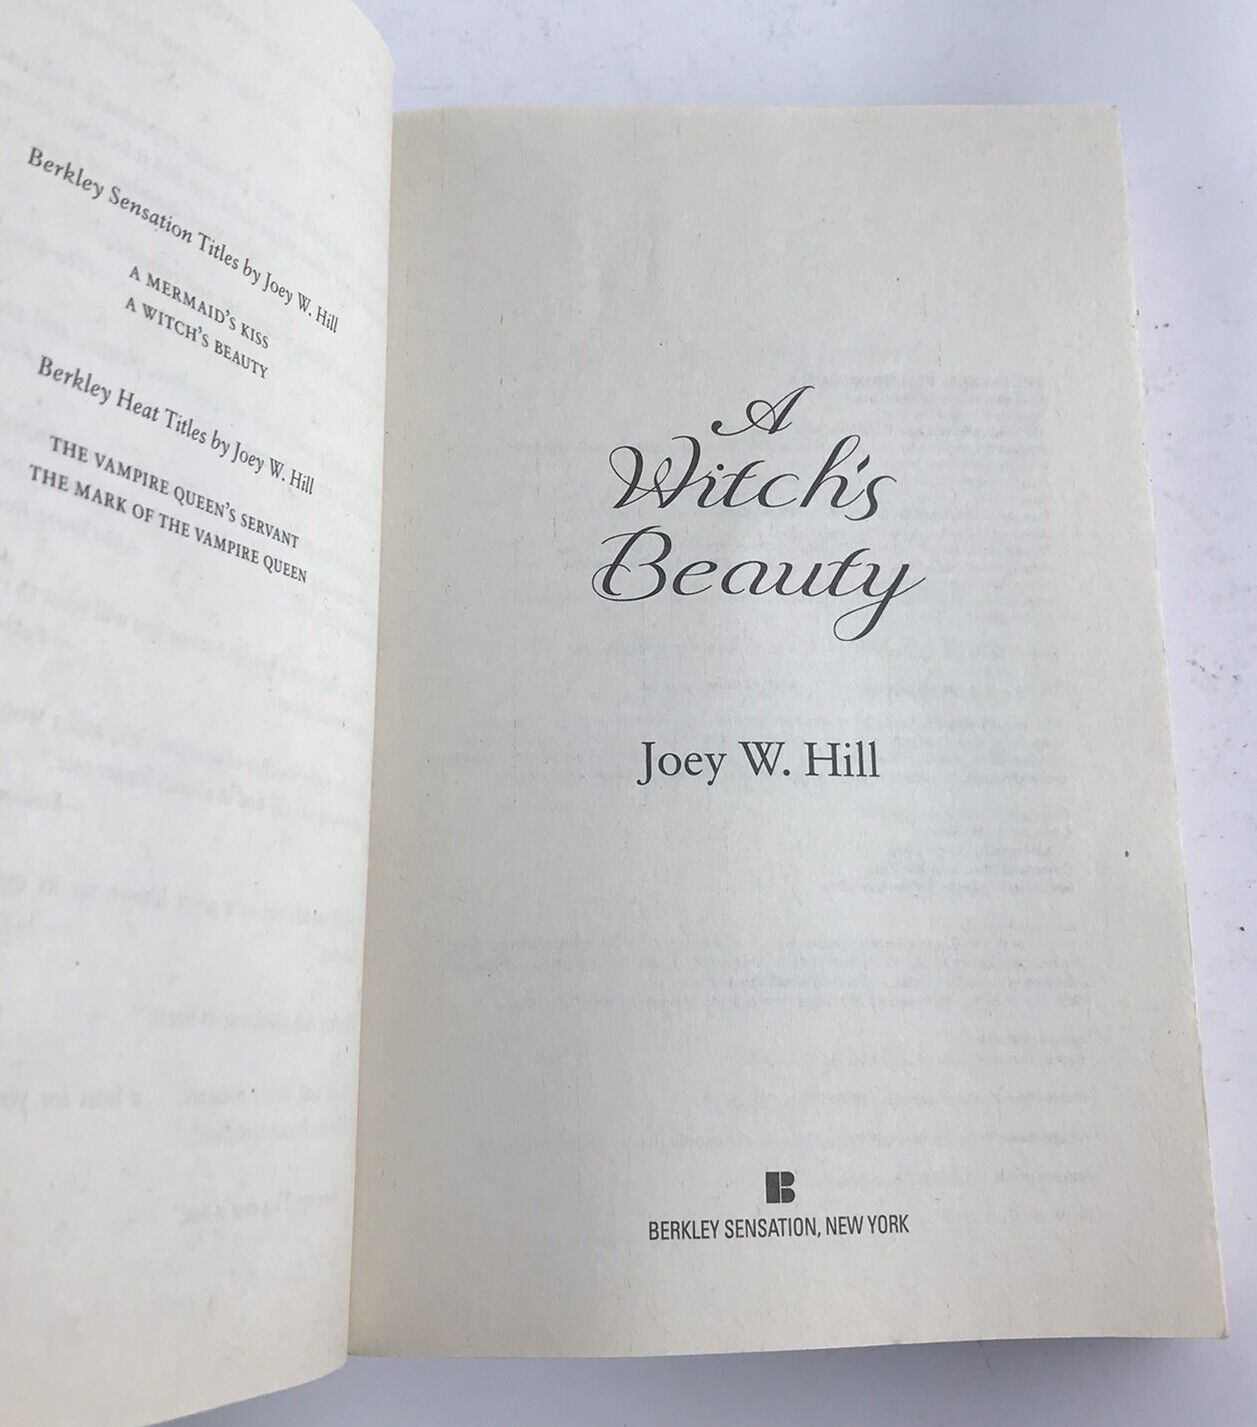 Berkley Sensation Titles by Joey W. Hill
A MERMAID'S KISS
A WITCH'S BEAUTY
Berkley Heat Titles by Joey W. Hill
THE VAMPIRE QUEEN'S SERVANT
THE MARK OF THE VAMPIRE QUEEN
A
Witch's
Beauty
Joey W. Hill
B
BERKLEY SENSATION, NEW YORK